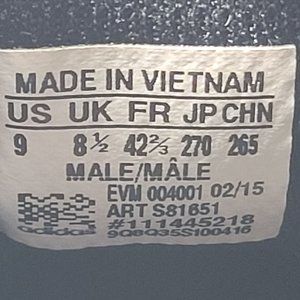 MADE IN VIETNAM
US UK FR JP CHN
9 8½ 42⅔ 270 265
MALE/MÂLE
EVM 004001 02/15
ART S81651
#111445218
adidas 9Q8Q35S100416